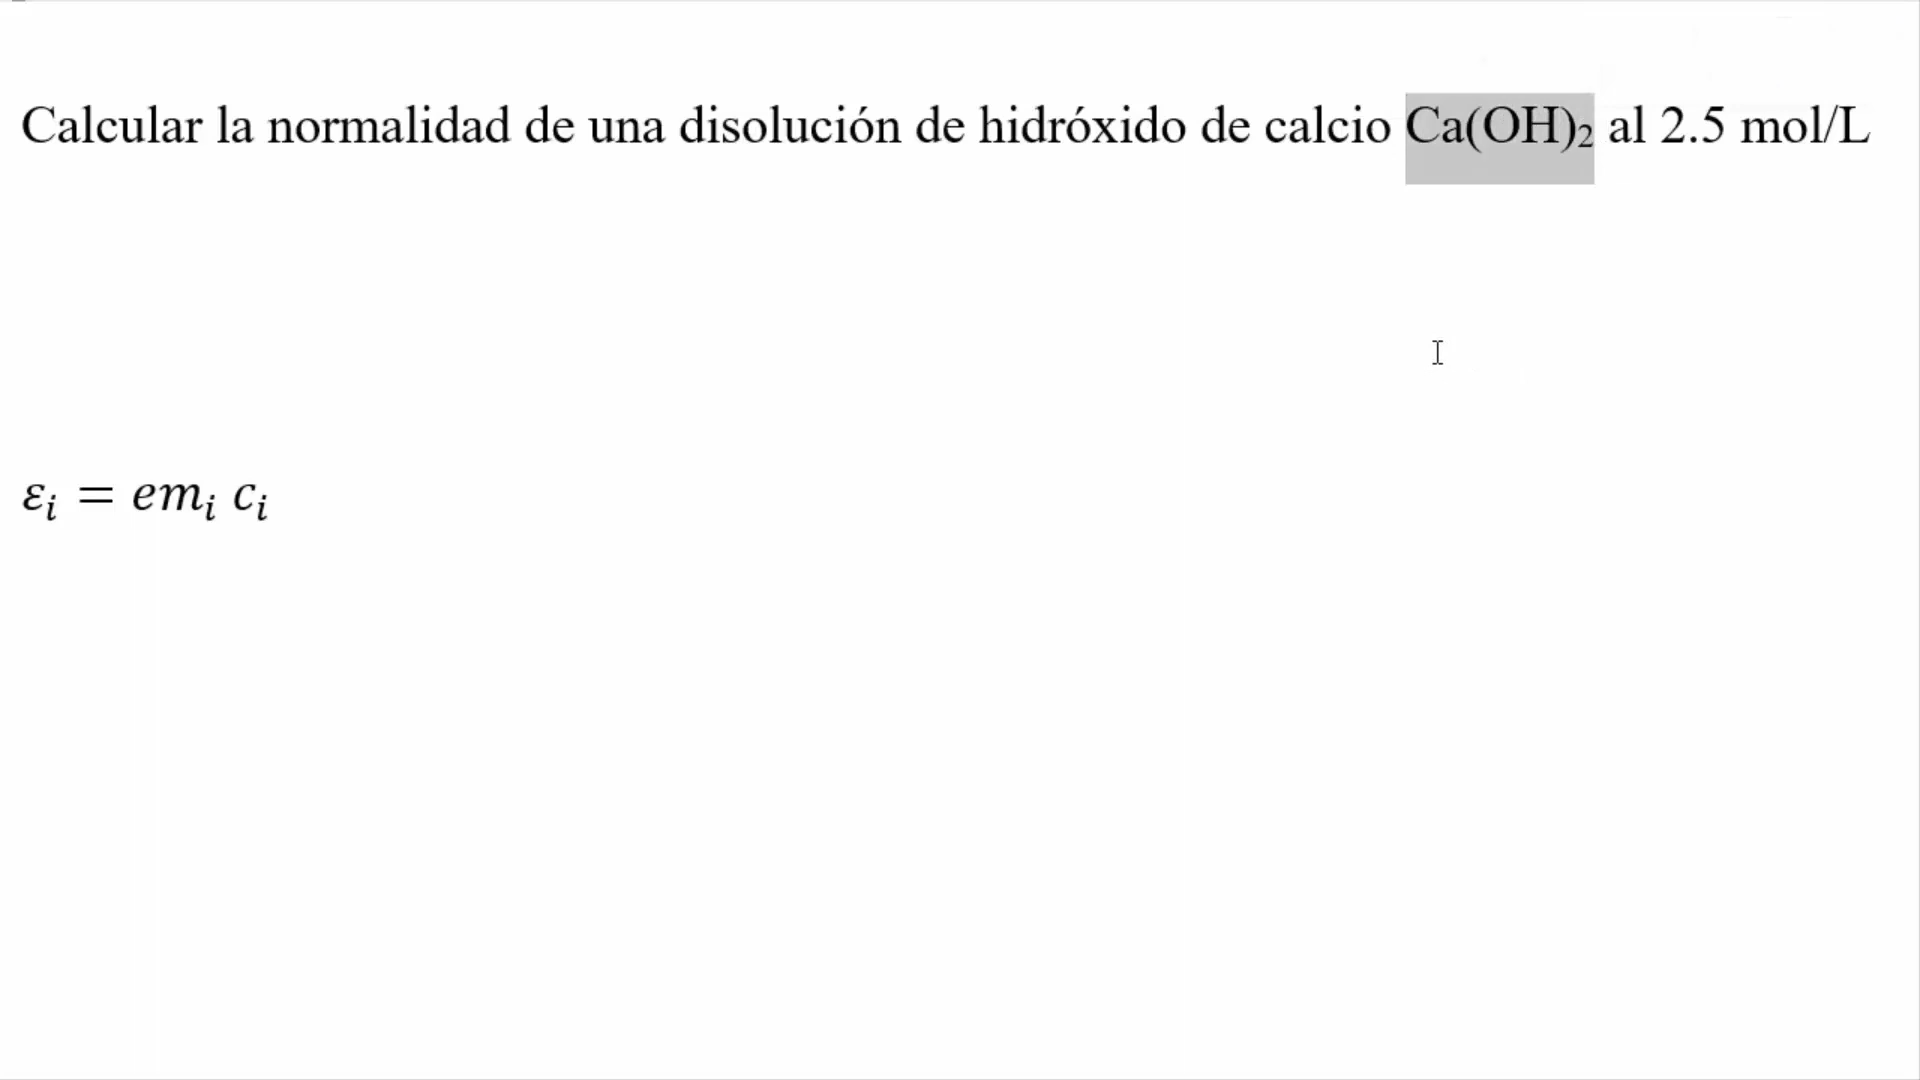 Calcular la normalidad de una disolución de hidróxido de calcio Ca(OH)₂ al 2.5 mol/L
εᵢ = emᵢ cᵢ